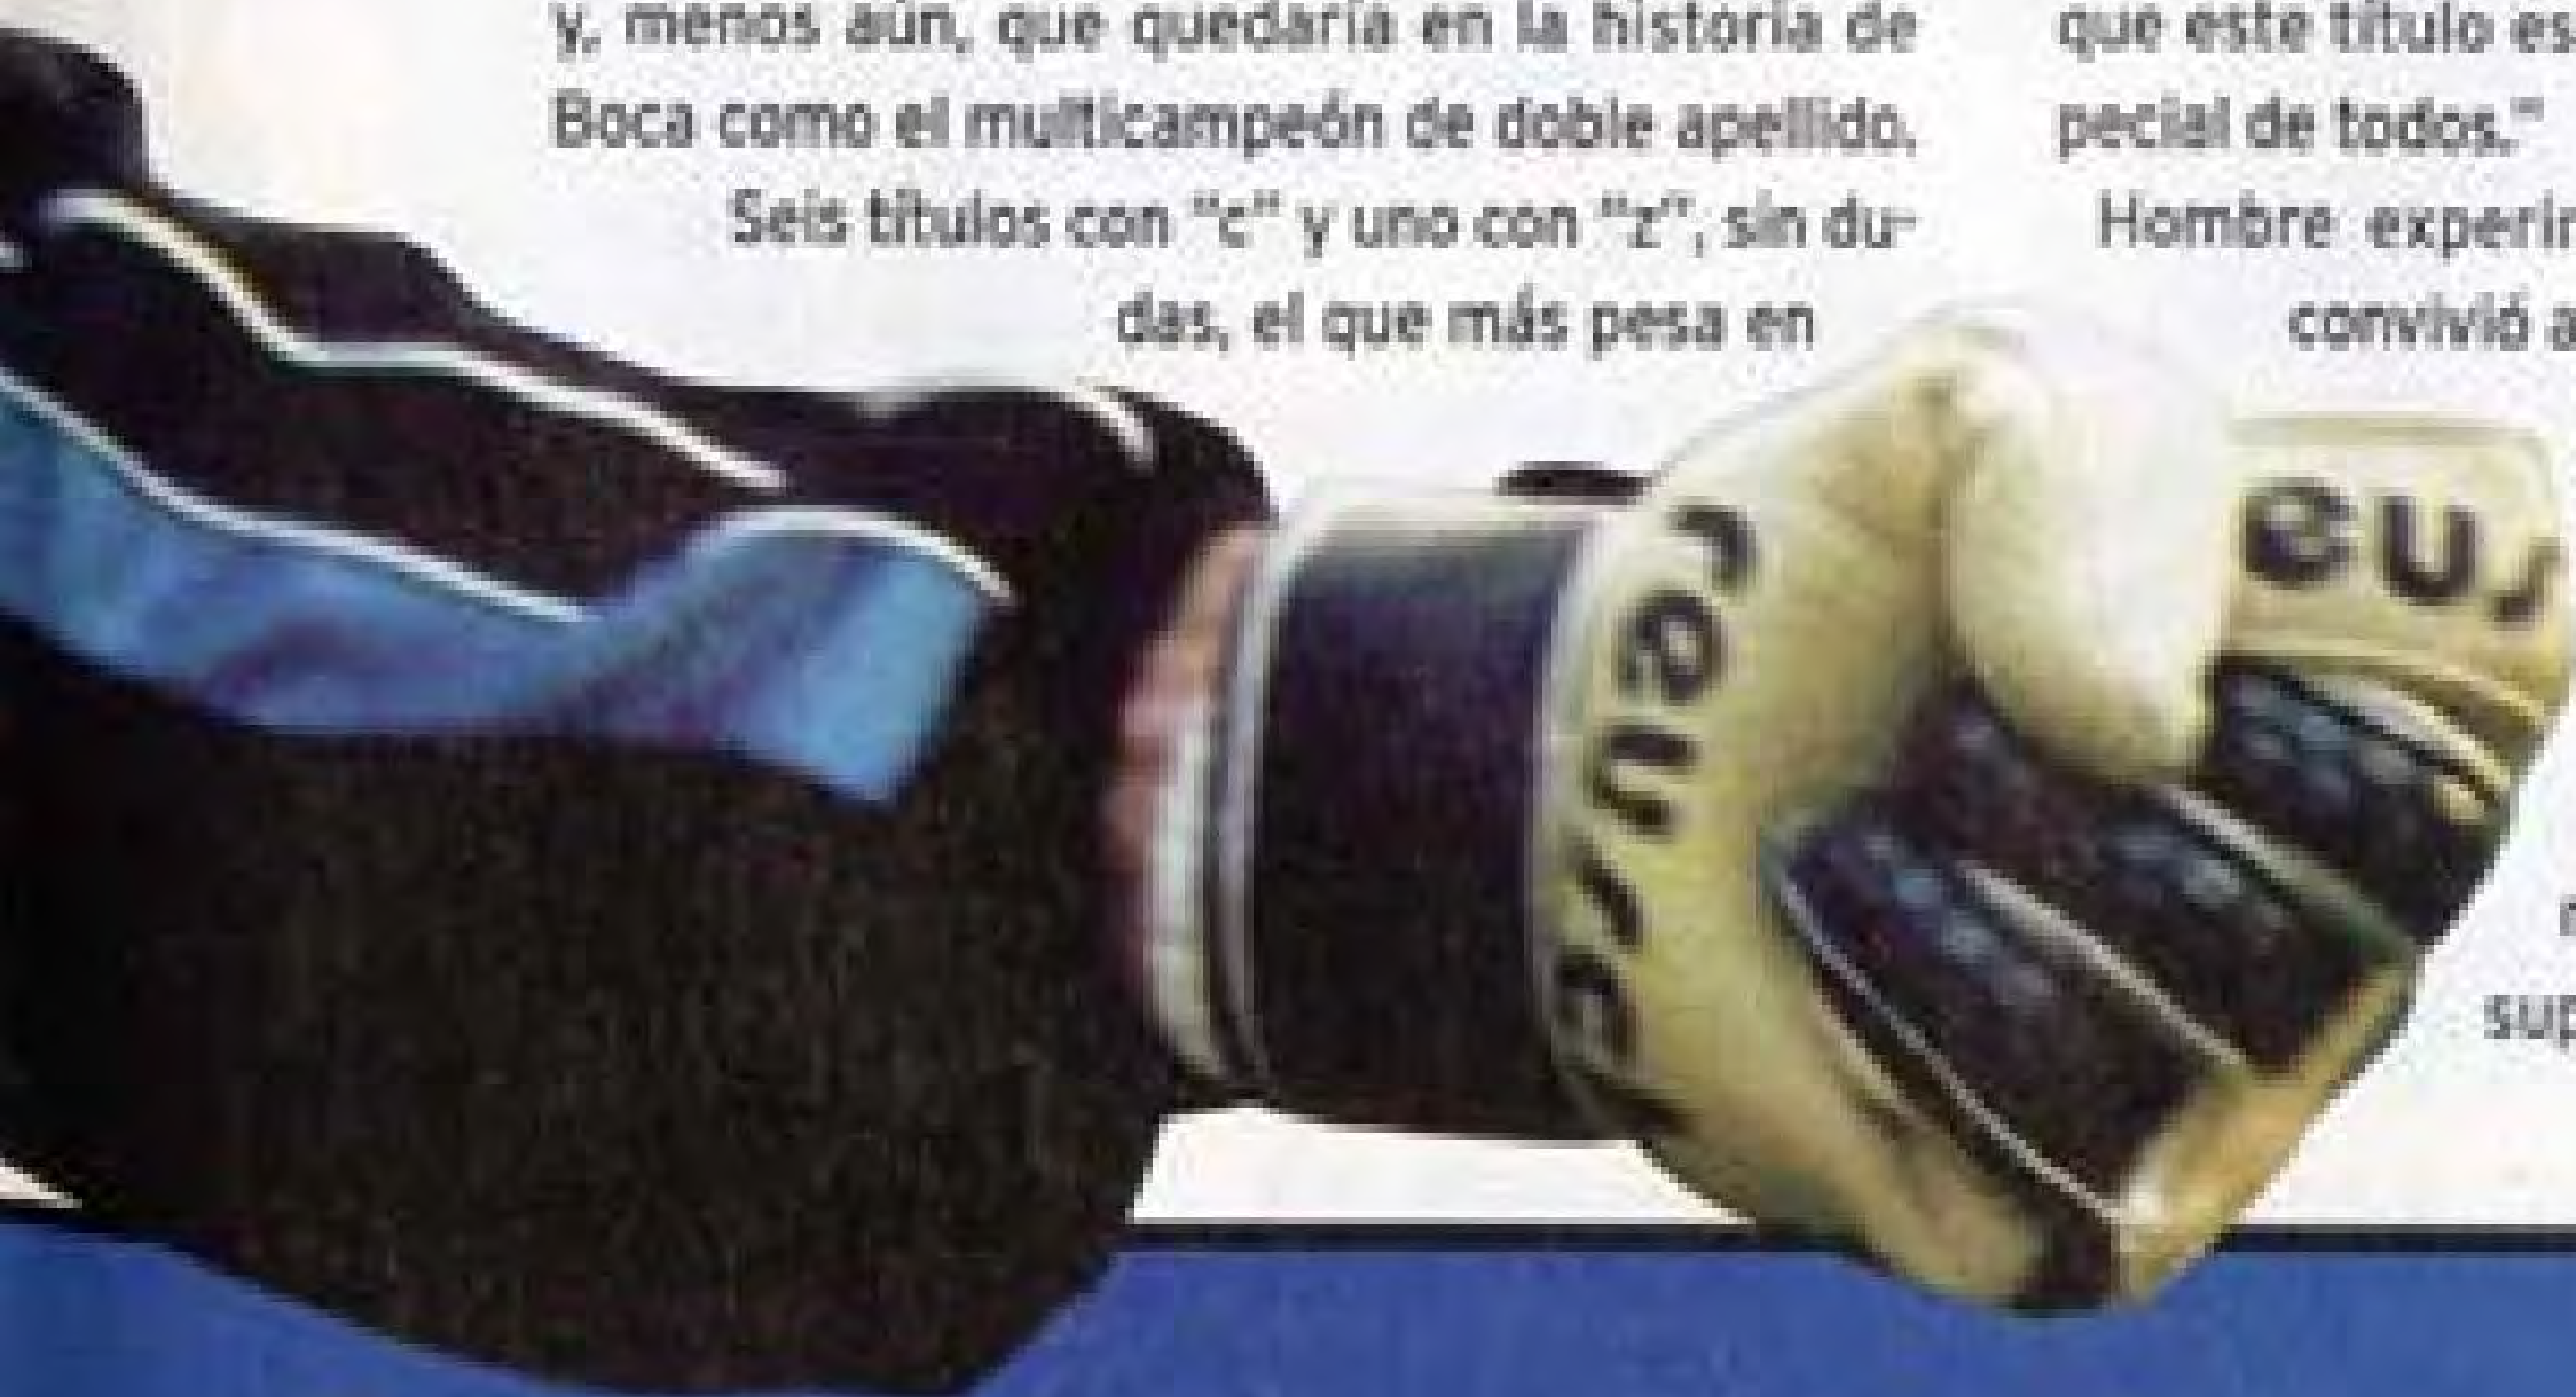 y, menos aún, que quedaría en la historia de
Boca como el multicampeón de doble apellido.
Seis títulos con "c" y uno con "z", sin du-
das, el que más pesa en
que este título es
pecial de todos."
Hombre experi
convivió a
sup
reusch